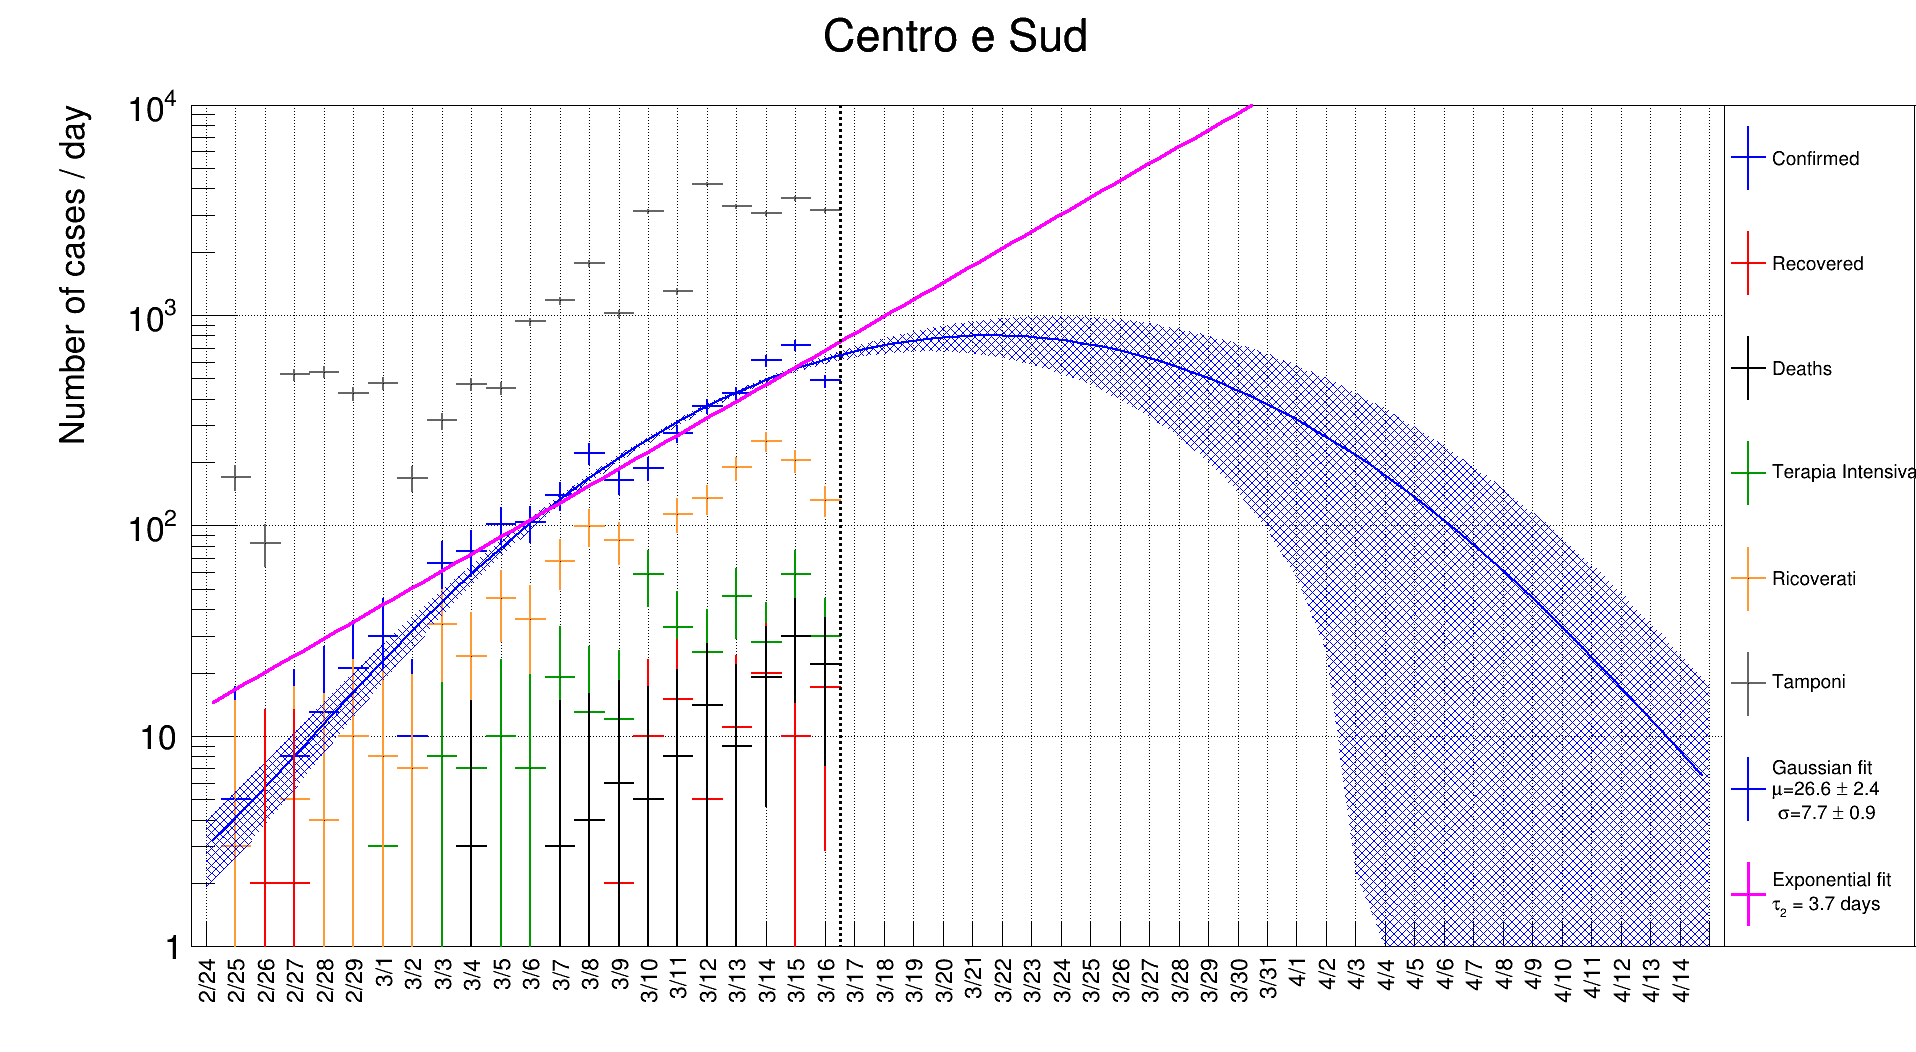 Centro e Sud
Number of cases / day
10⁴
10³
10²
10
1
2/24 2/25 2/26 2/27 2/28 2/29 3/1 3/2 3/3 3/4 3/5 3/6 3/7 3/8 3/9 3/10 3/11 3/12 3/13 3/14 3/15 3/16 3/17 3/18 3/19 3/20 3/21 3/22 3/23 3/24 3/25 3/26 3/27 3/28 3/29 3/30 3/31 4/1 4/2 4/3 4/4 4/5 4/6 4/7 4/8 4/9 4/10 4/11 4/12 4/13 4/14
Confirmed
Recovered
Deaths
Terapia Intensiva
Ricoverati
Tamponi
Gaussian fit
μ=26.6 ± 2.4
σ=7.7 ± 0.9
Exponential fit
τ₂ = 3.7 days